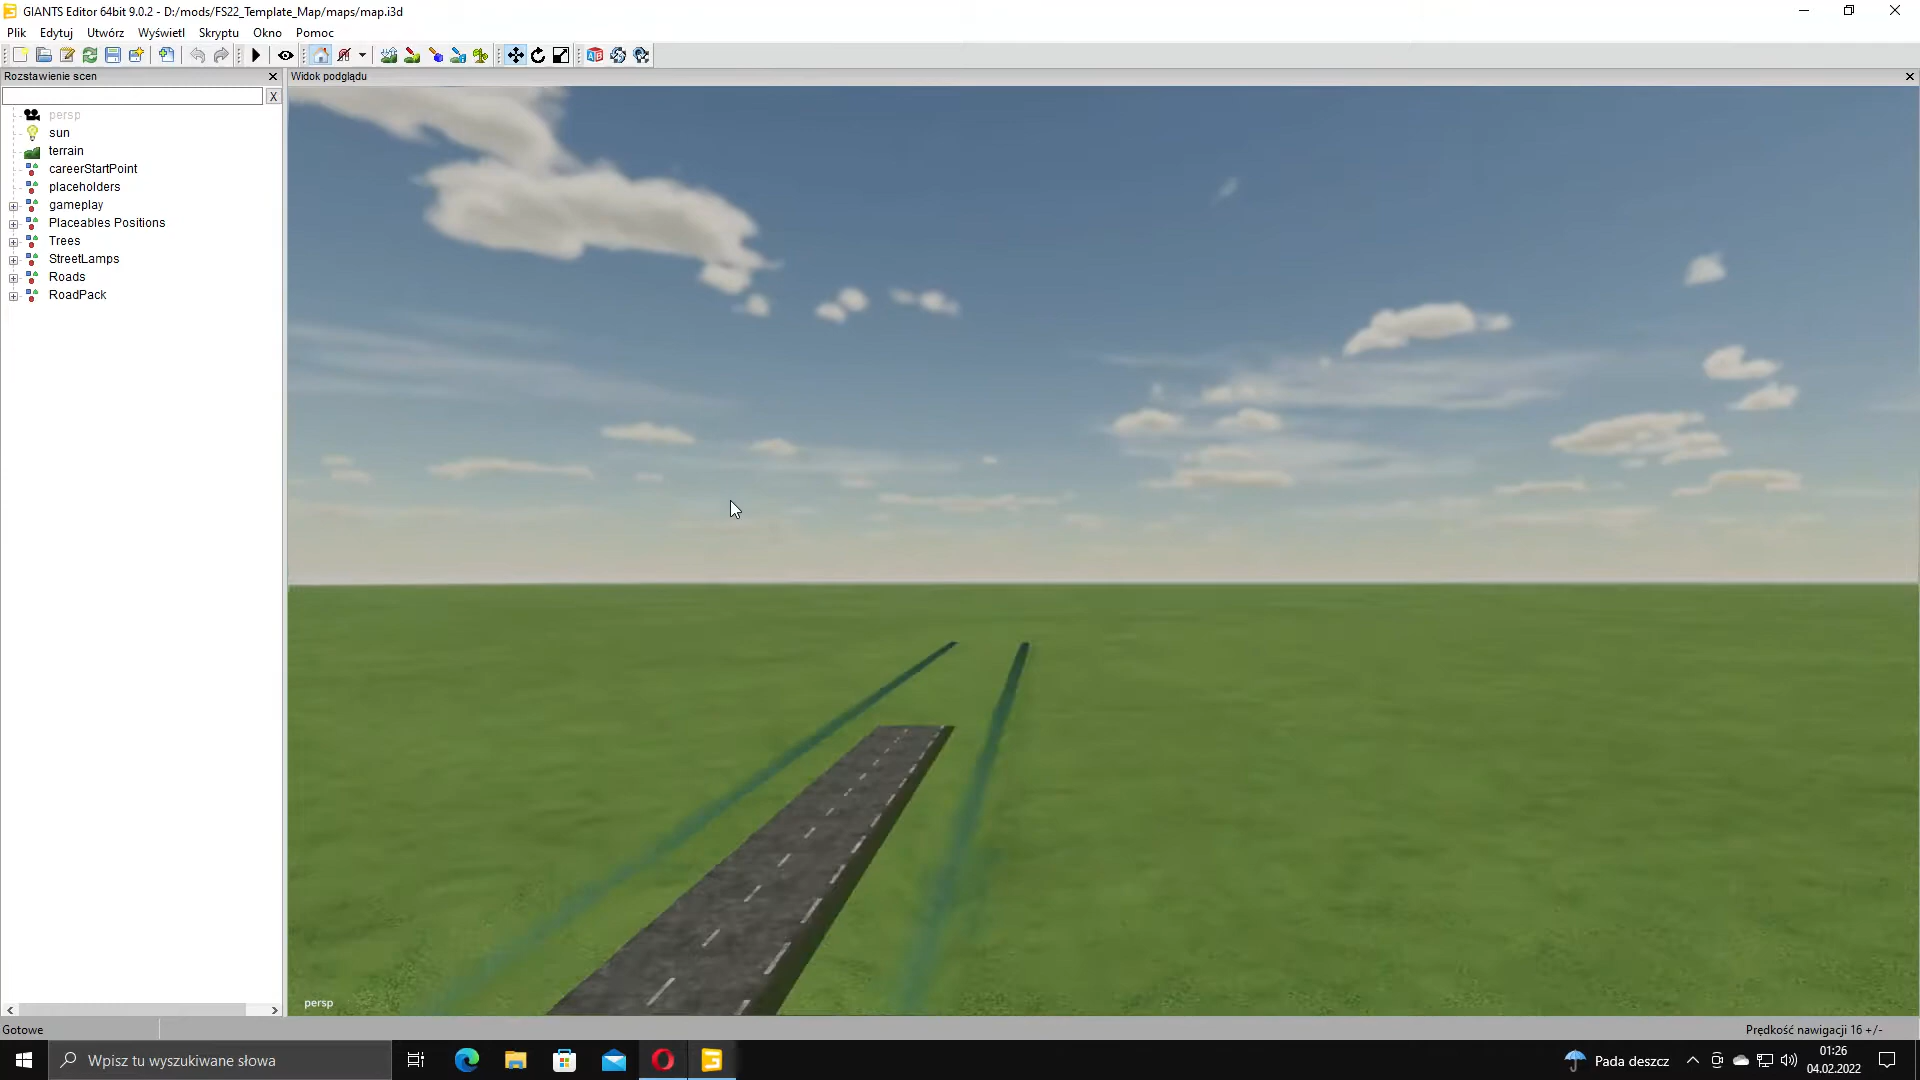 GIANTS Editor 64bit 9.0.2 - D:/mods/FS22_Template_Map/maps/map.i3d
Plik Edytuj Utwórz Wyświetl Skryptu Okno Pomoc
Rozstawienie scen
Widok podglądu
X
persp
sun
terrain
careerStartPoint
placeholders
gameplay
Placeables Positions
Trees
StreetLamps
Roads
RoadPack
persp
Gotowe
Prędkość nawigacji 16 +/-
Wpisz tu wyszukiwane słowa
Pada deszcz
01:26
04.02.2022